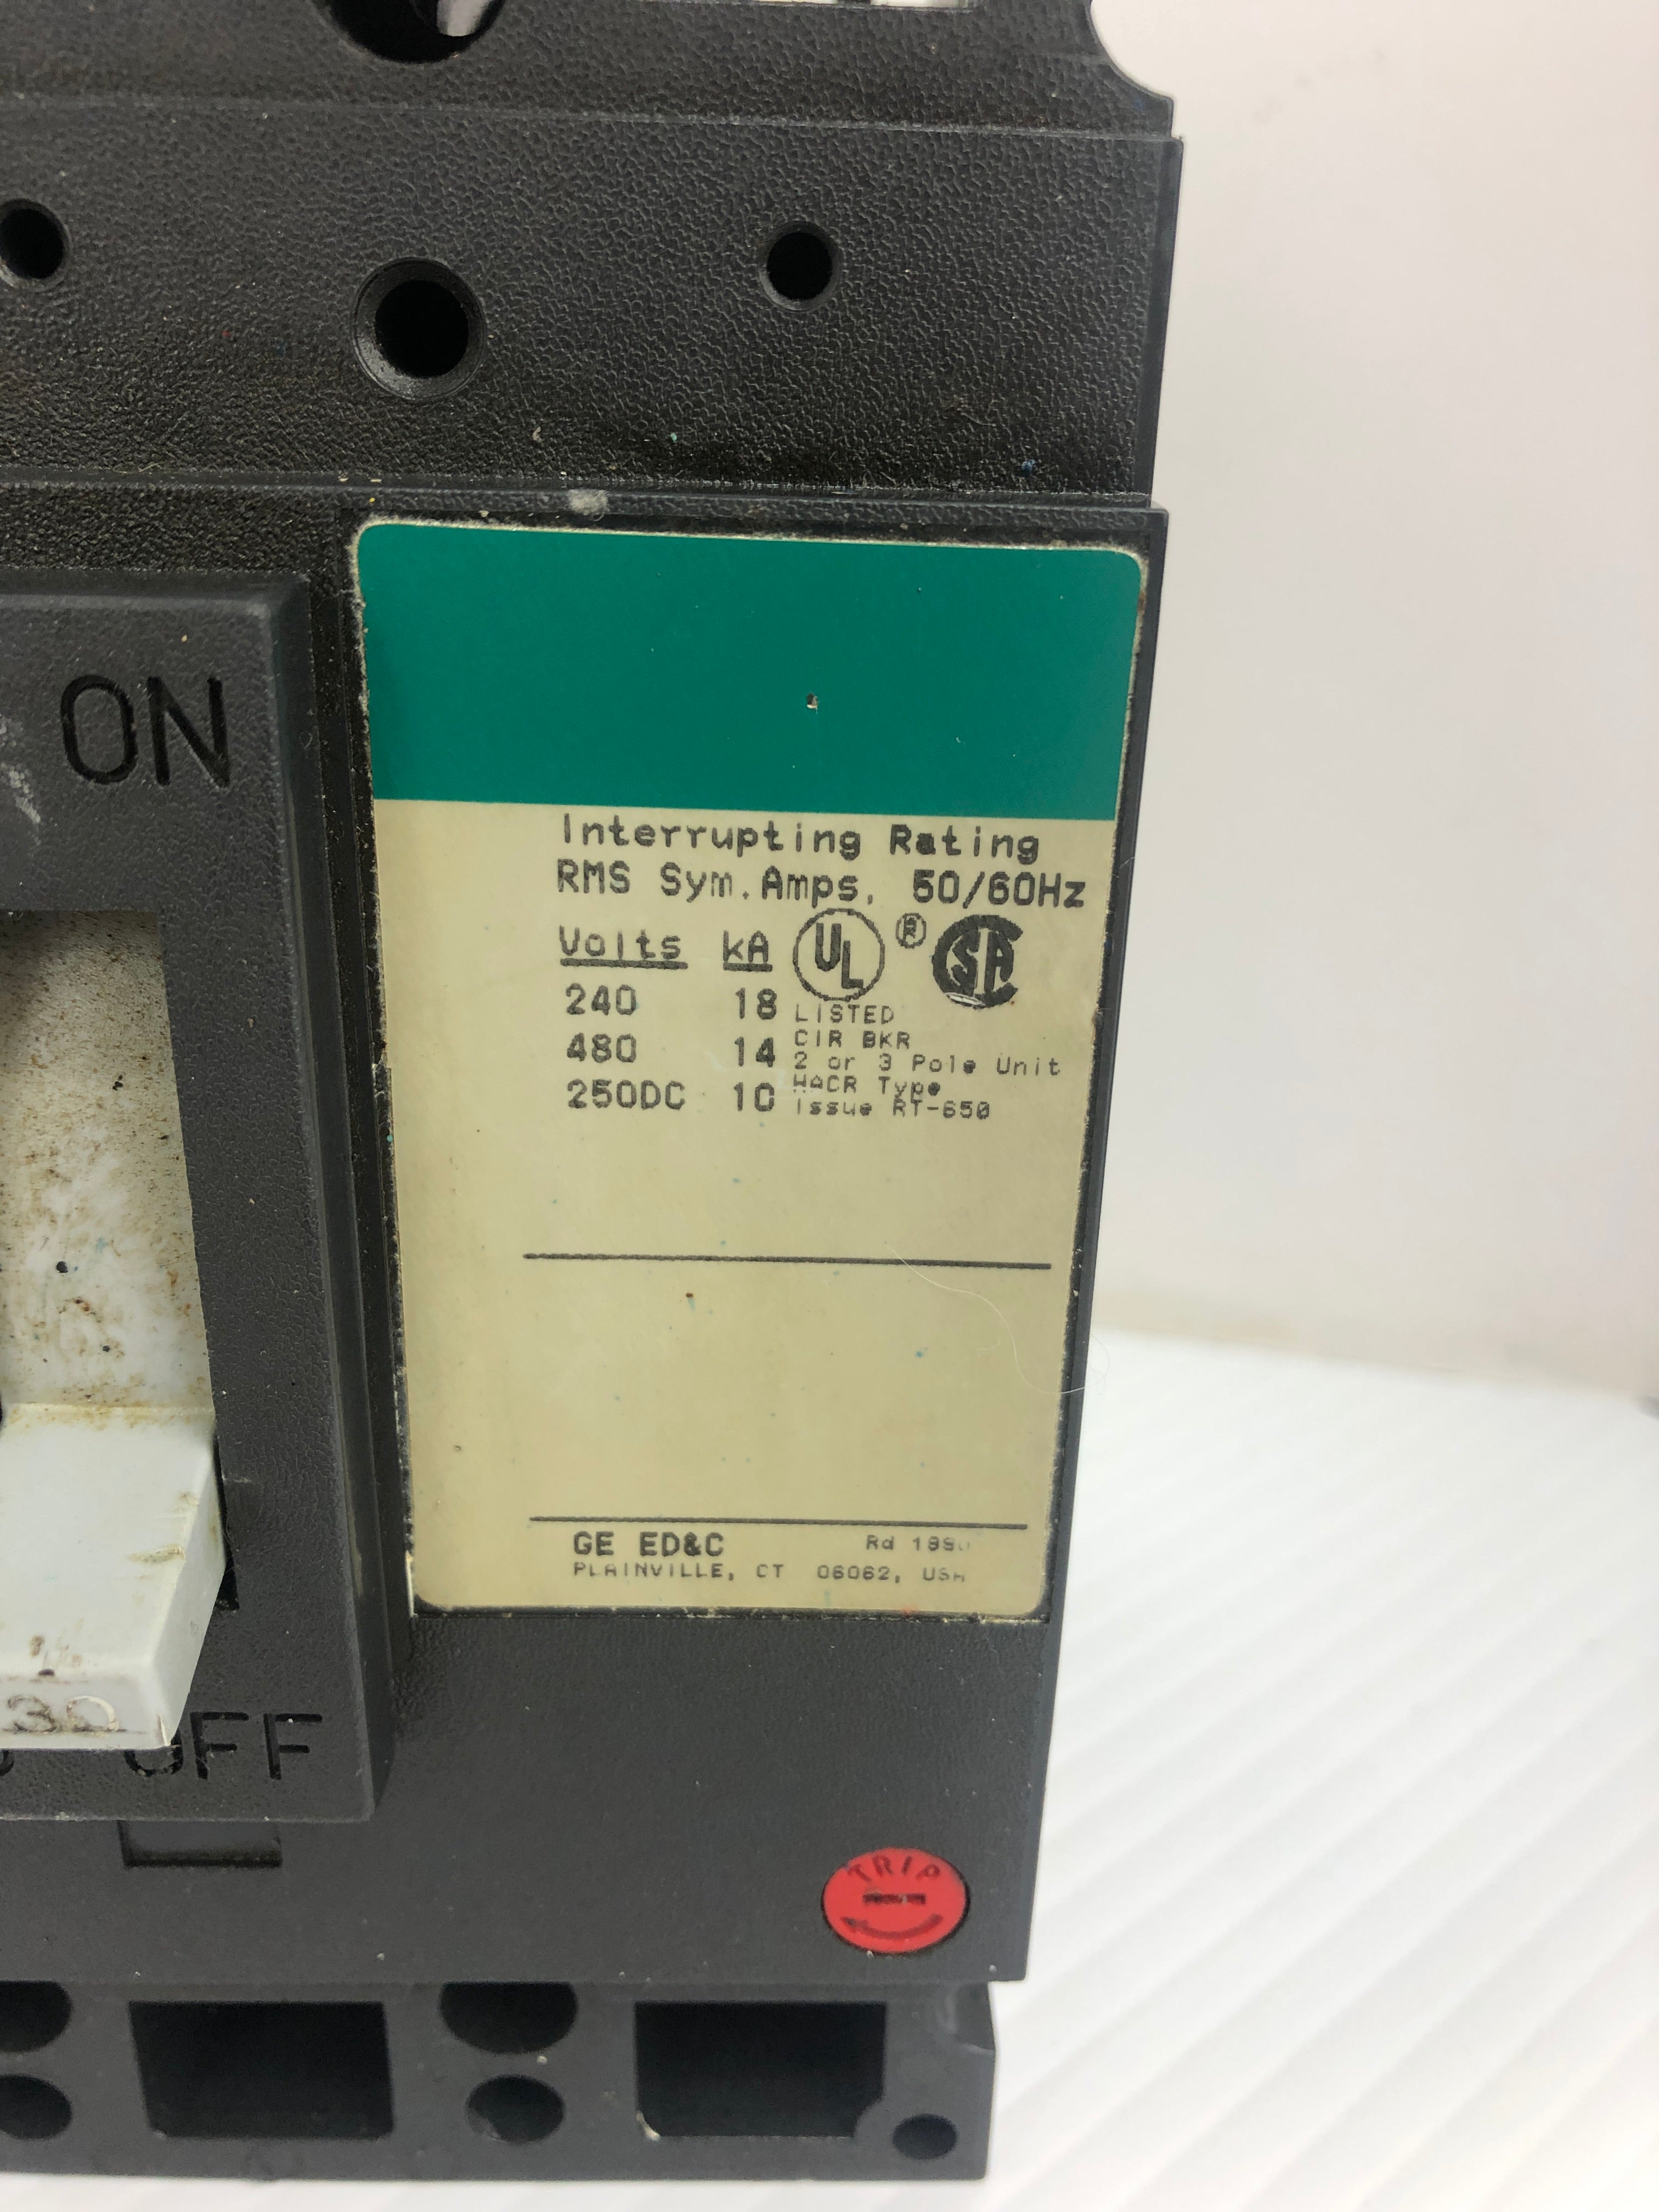 ON
Interrupting Rating
RMS Sym. Amps, 50/60Hz
Volts kA UL ® CSA
240 18 LISTED
480 14 CIR BKR
2 or 3 Pole Unit
250DC 10 HACR Type
Issue RT-650
GE ED&C Rd
PLAINVILLE, CT 06062, USA
30
OFF
TRIP